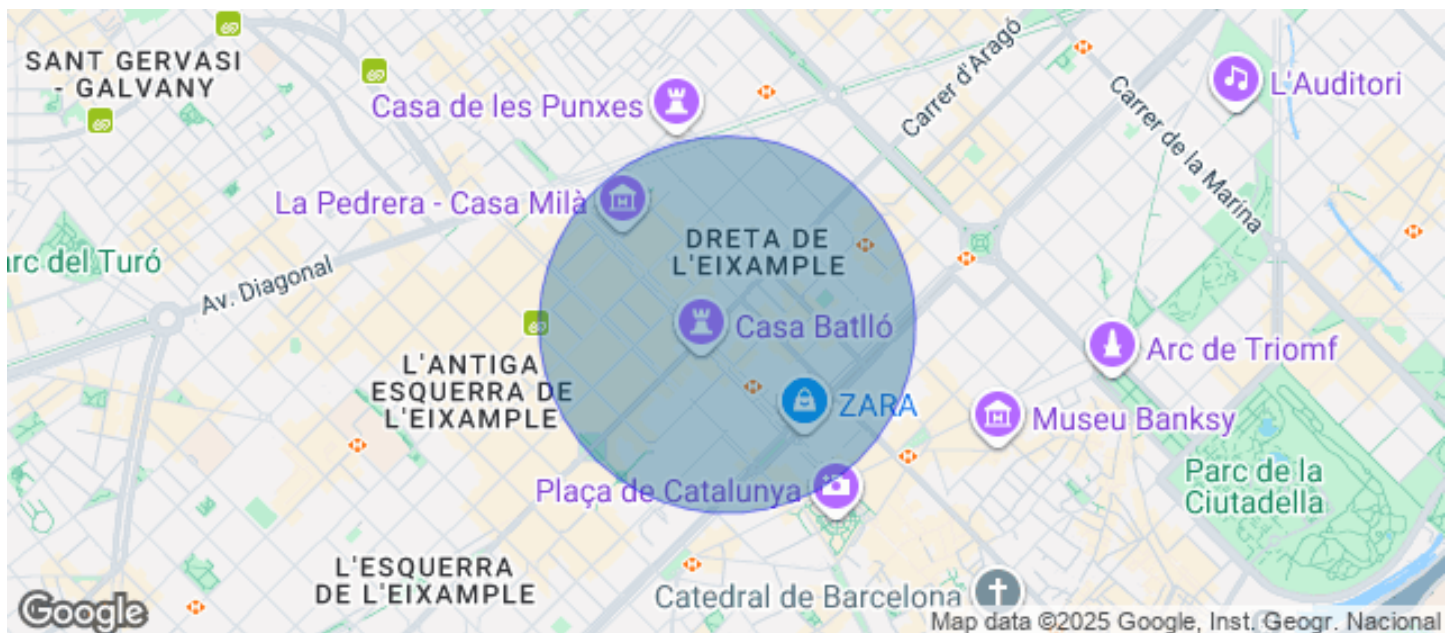 SANT GERVASI
- GALVANY
Casa de les Punxes
Carrer d'Aragó
L'Auditori
Carrer de la Marina
La Pedrera - Casa Milà
DRETA DE
L'EIXAMPLE
arc del Turó
Av. Diagonal
Casa Batlló
Arc de Triomf
L'ANTIGA
ESQUERRA DE
L'EIXAMPLE
ZARA
Museu Banksy
Plaça de Catalunya
Parc de la
Ciutadella
L'ESQUERRA
DE L'EIXAMPLE
Catedral de Barcelona
Google
Map data ©2025 Google, Inst. Geogr. Nacional